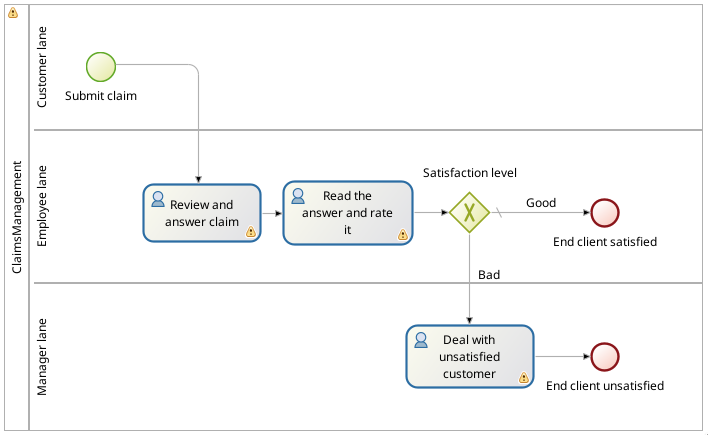 ClaimsManagement
Customer lane
Submit claim
Employee lane
Review and
answer claim
Read the
answer and rate
it
Satisfaction level
Good
End client satisfied
Bad
Manager lane
Deal with
unsatisfied
customer
End client unsatisfied